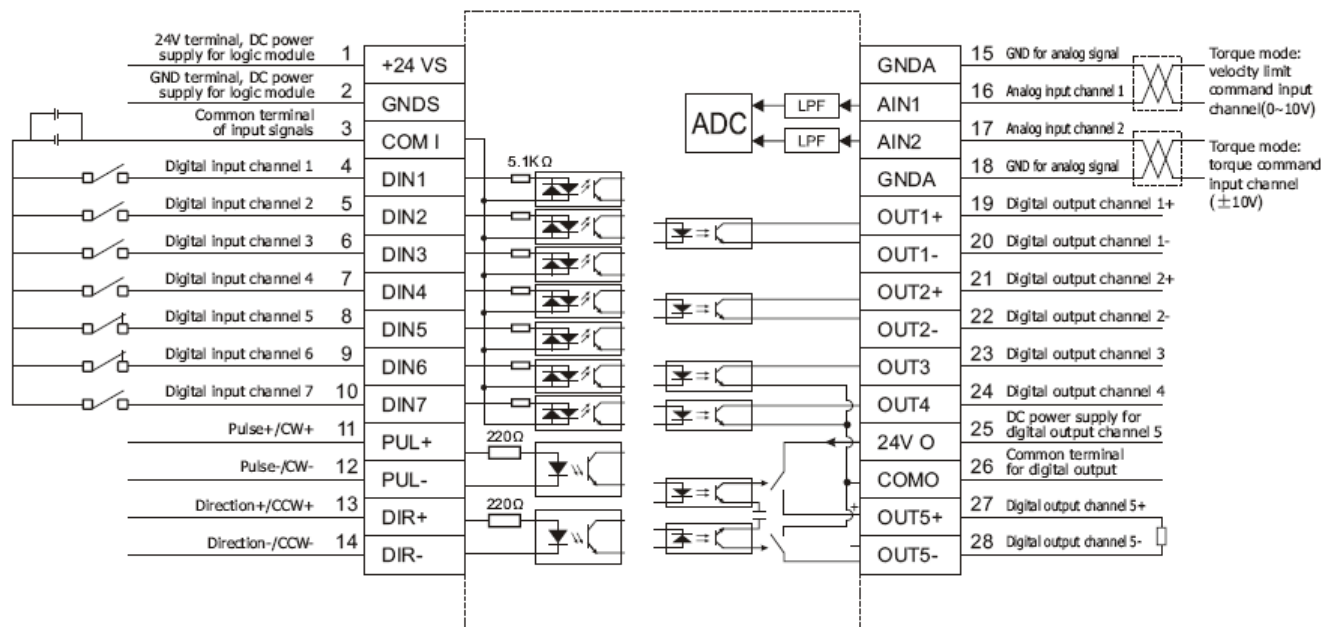 24V terminal, DC power
supply for logic module
1
+24 VS
GND terminal, DC power
supply for logic module
2
GNDS
Common terminal
of input signals
3
COM I
Digital input channel 1
4
DIN1
Digital input channel 2
5
DIN2
Digital input channel 3
6
DIN3
Digital input channel 4
7
DIN4
Digital input channel 5
8
DIN5
Digital input channel 6
9
DIN6
Digital input channel 7
10
DIN7
Pulse+/CW+
11
PUL+
Pulse-/CW-
12
PUL-
Direction+/CCW+
13
DIR+
Direction-/CCW-
14
DIR-
5.1KΩ
220Ω
220Ω
ADC
LPF
LPF
+
−
GNDA
15
GND for analog signal
AIN1
16
Analog input channel 1
Torque mode:
velocity limit
command input
channel(0~10V)
AIN2
17
Analog input channel 2
GNDA
18
GND for analog signal
Torque mode:
torque command
input channel
(±10V)
OUT1+
19
Digital output channel 1+
OUT1-
20
Digital output channel 1-
OUT2+
21
Digital output channel 2+
OUT2-
22
Digital output channel 2-
OUT3
23
Digital output channel 3
OUT4
24
Digital output channel 4
24V O
25
DC power supply for
digital output channel 5
COMO
26
Common terminal
for digital output
OUT5+
27
Digital output channel 5+
OUT5-
28
Digital output channel 5-